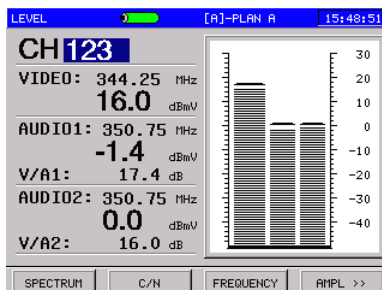 LEVEL [A]-PLAN A 15:48:51
CH 123
VIDEO: 344.25 MHz
16.0 dBmV
AUDIO1: 350.75 MHz
-1.4 dBmV
V/A1: 17.4 dB
AUDIO2: 350.75 MHz
0.0 dBmV
V/A2: 16.0 dB
30
20
10
0
-10
-20
-30
-40
SPECTRUM C/N FREQUENCY AMPL >>